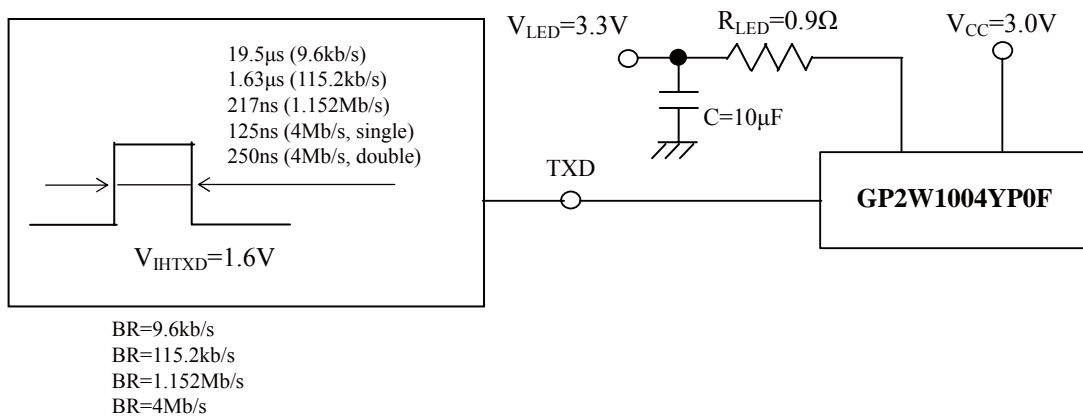 19.5μs (9.6kb/s)
1.63μs (115.2kb/s)
217ns (1.152Mb/s)
125ns (4Mb/s, single)
250ns (4Mb/s, double)
V_IHTXD=1.6V
BR=9.6kb/s
BR=115.2kb/s
BR=1.152Mb/s
BR=4Mb/s
V_LED=3.3V
R_LED=0.9Ω
V_CC=3.0V
C=10μF
TXD
GP2W1004YP0F